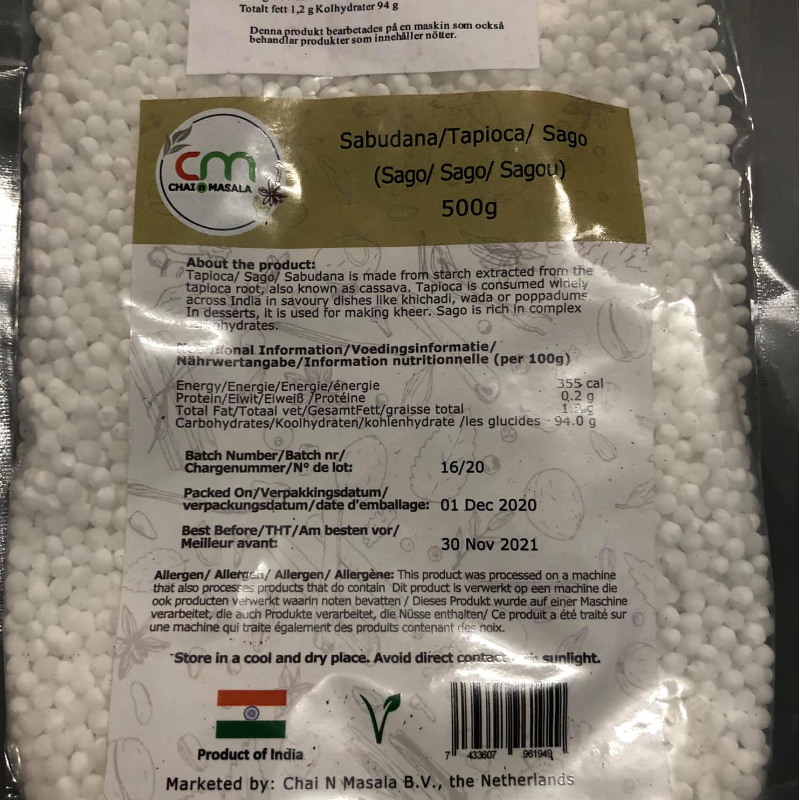 Totalt fett 1,2 g Kolhydrater 94 g
Denna produkt bearbetades på en maskin som också
behandlar produkter som innehåller nötter.
Sabudana/Tapioca/ Sago
(Sago/ Sago/ Sagou)
500g
cm
CHAI n MASALA
About the product:
Tapioca/ Sago/ Sabudana is made from starch extracted from the
tapioca root, also known as cassava. Tapioca is consumed widely
across India in savoury dishes like khichadi, wada or poppadums.
In desserts, it is used for making kheer. Sago is rich in complex
Information/Voedingsinformatie/
Nährwertangabe/Information nutritionnelle (per 100g)
Energy/Energie/Energie/énergie 355 cal
Protein/Eiwit/Eiweiß /Protéine 0.2 g
Total Fat/Totaal vet/GesamtFett/graisse total 1.2 g
Carbohydrates/Koolhydraten/kohlenhydrate /les glucides 94.0 g
Batch Number/Batch nr/
Chargenummer/N° de lot: 16/20
Packed On/Verpakkingsdatum/
verpackungsdatum/date d'emballage: 01 Dec 2020
Best Before/THT/Am besten vor/
Meilleur avant: 30 Nov 2021
Allergen/ Allergen/ Allergen/ Allergène: This product was processed on a machine
that also processes products that do contain Dit product is verwerkt op een machine die
ook producten verwerkt waarin noten bevatten / Dieses Produkt wurde auf einer Maschine
verarbeitet, die auch Produkte verarbeitet, die Nüsse enthalten/ Ce produit a été traité sur
une machine qui traite également des produits contenant des noix.
Store in a cool and dry place. Avoid direct contact sunlight.
Product of India
7 433607 961949
Marketed by: Chai N Masala B.V., the Netherlands